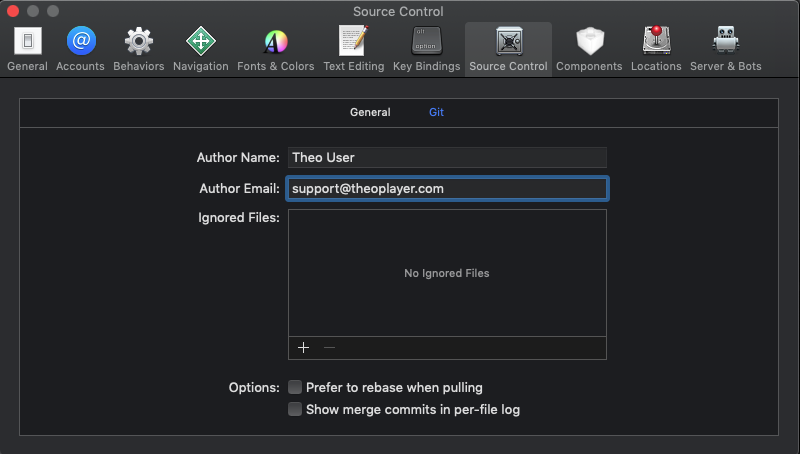 Source Control
General Accounts Behaviors Navigation Fonts & Colors Text Editing Key Bindings Source Control Components Locations Server & Bots
General Git
Author Name: Theo User
Author Email: support@theoplayer.com
Ignored Files:
No Ignored Files
Options: Prefer to rebase when pulling
Show merge commits in per-file log